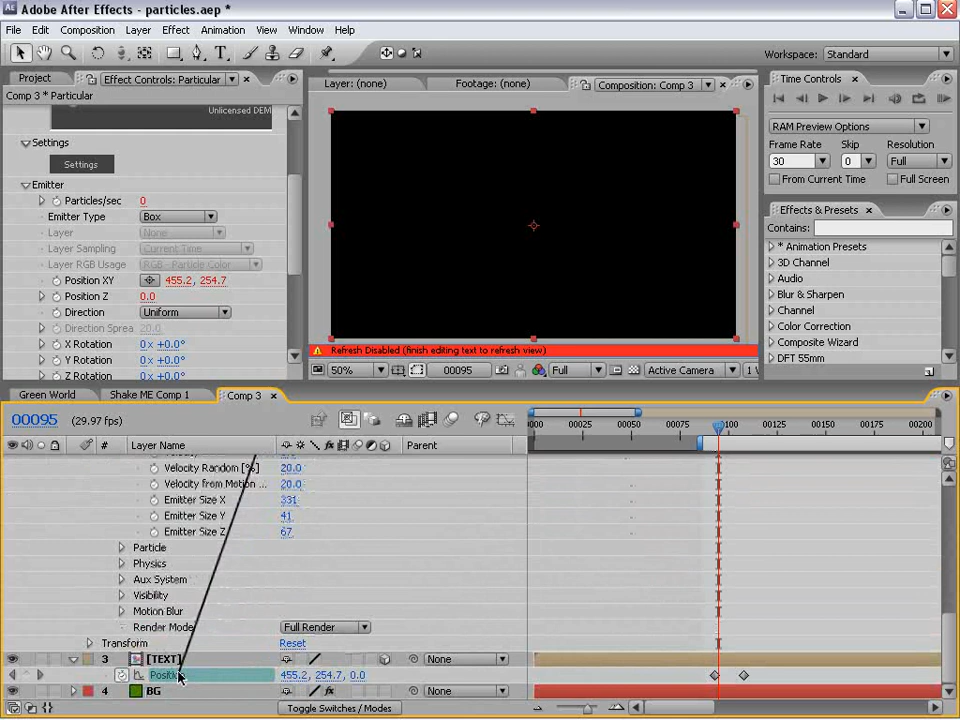 Adobe After Effects - particles.aep *
File Edit Composition Layer Effect Animation View Window Help
Workspace: Standard
Project Effect Controls: Particular
Layer: (none) Footage: (none) Composition: Comp 3
Time Controls
Comp 3 * Particular
Unlicensed DEM
Settings
Settings
Emitter
Particles/sec 0
Emitter Type Box
Layer None
Layer Sampling Current Time
Layer RGB Usage RGB - Particle Color
Position XY 455.2, 254.7
Position Z 0.0
Direction Uniform
Direction Sprea 20.0
X Rotation 0x+0.0°
Y Rotation 0x+0.0°
Z Rotation 0x+0.0°
RAM Preview Options
Frame Rate Skip Resolution
30 0 Full
From Current Time Full Screen
Effects & Presets
Contains:
* Animation Presets
3D Channel
Audio
Blur & Sharpen
Channel
Color Correction
Composite Wizard
DFT 55mm
Refresh Disabled (finish editing text to refresh view)
50% 00095 Full Active Camera 1 V
Green World Shake ME Comp 1 Comp 3
00095 (29.97 fps)
0000 00025 00050 00075 00100 00125 00150 00175 00200
# Layer Name Parent
Velocity Random [%] 20.0
Velocity from Motion ... 20.0
Emitter Size X 331
Emitter Size Y 41
Emitter Size Z 67
Particle
Physics
Aux System
Visibility
Motion Blur
Render Mode Full Render
Transform Reset
3 [TEXT] None
Position 455.2, 254.7, 0.0
4 BG None
Toggle Switches / Modes